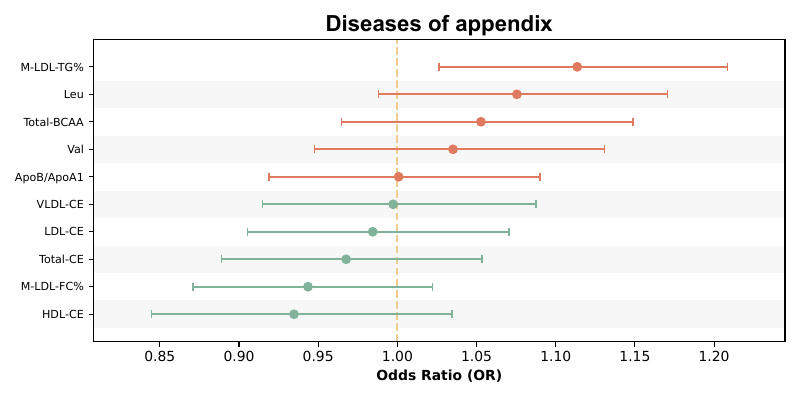 Diseases of appendix
M-LDL-TG%
Leu
Total-BCAA
Val
ApoB/ApoA1
VLDL-CE
LDL-CE
Total-CE
M-LDL-FC%
HDL-CE
0.85 0.90 0.95 1.00 1.05 1.10 1.15 1.20
Odds Ratio (OR)